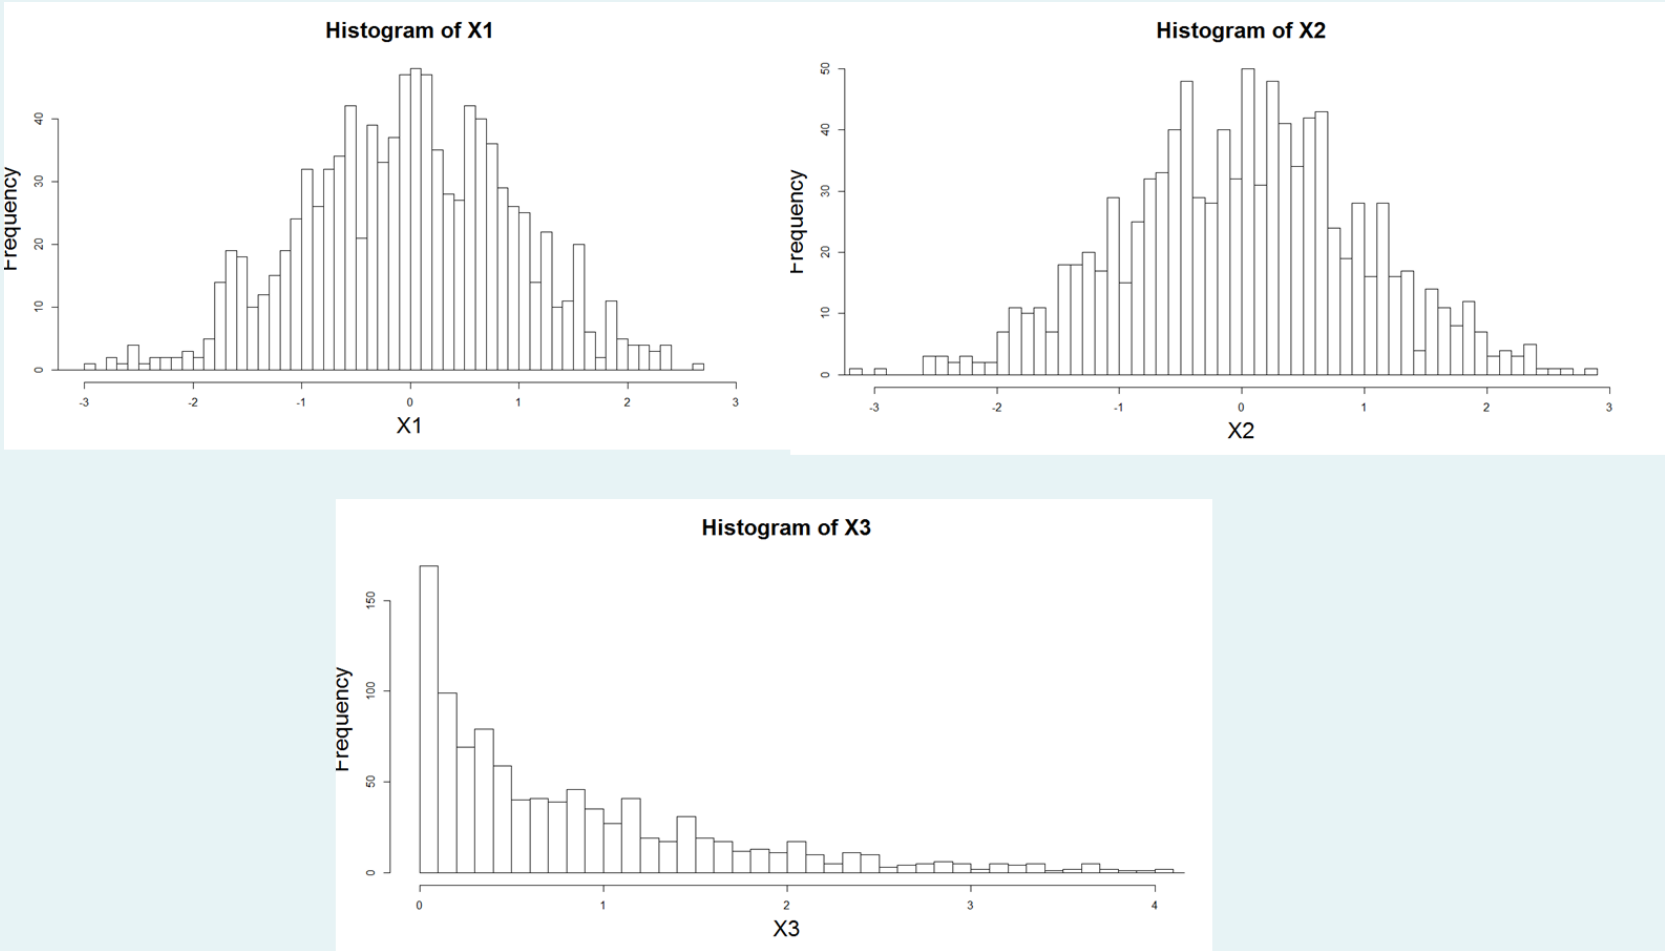 Histogram of X1
Frequency
0
10
20
30
40
-3 -2 -1 0 1 2 3
X1
Histogram of X2
Frequency
0
10
20
30
40
50
-3 -2 -1 0 1 2 3
X2
Histogram of X3
Frequency
0
50
100
150
0 1 2 3 4
X3